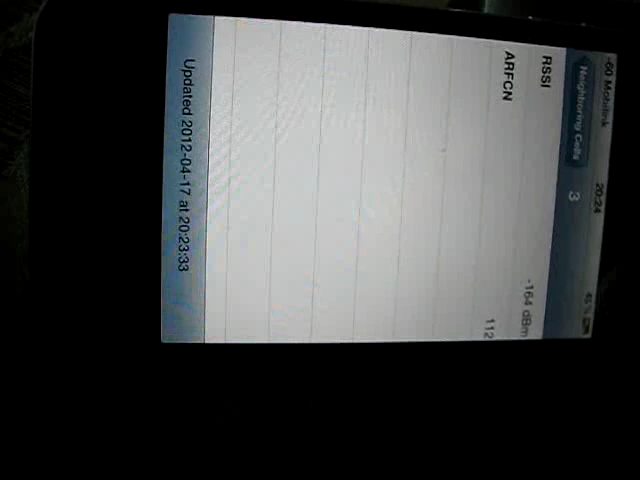 -60 Mobilink 20:24 45 %
Neighboring Cells 3
RSSI -164 dBm
ARFCN 112
Updated 2012-04-17 at 20:23:33